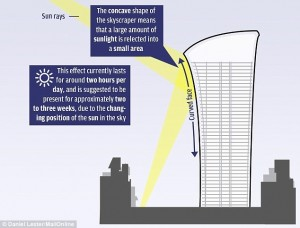 Sun rays
The concave shape of
the skyscraper means
that a large amount of
sunlight is relected into
a small area
This effect currently lasts
for around two hours per
day, and is suggested to be
present for approximately two
to three weeks, due to the chang-
ing position of the sun in the sky
Curved face
© Daniel Lester/MailOnline